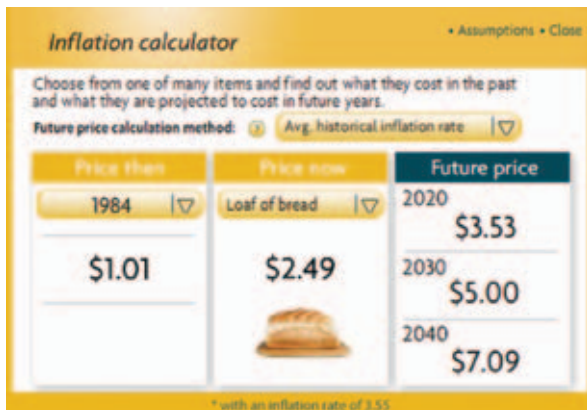 Inflation calculator
• Assumptions • Close
Choose from one of many items and find out what they cost in the past
and what they are projected to cost in future years.
Future price calculation method: ? Avg. historical inflation rate
Price then
1984
$1.01
Price now
Loaf of bread
$2.49
Future price
2020
$3.53
2030
$5.00
2040
$7.09
* with an inflation rate of 3.55